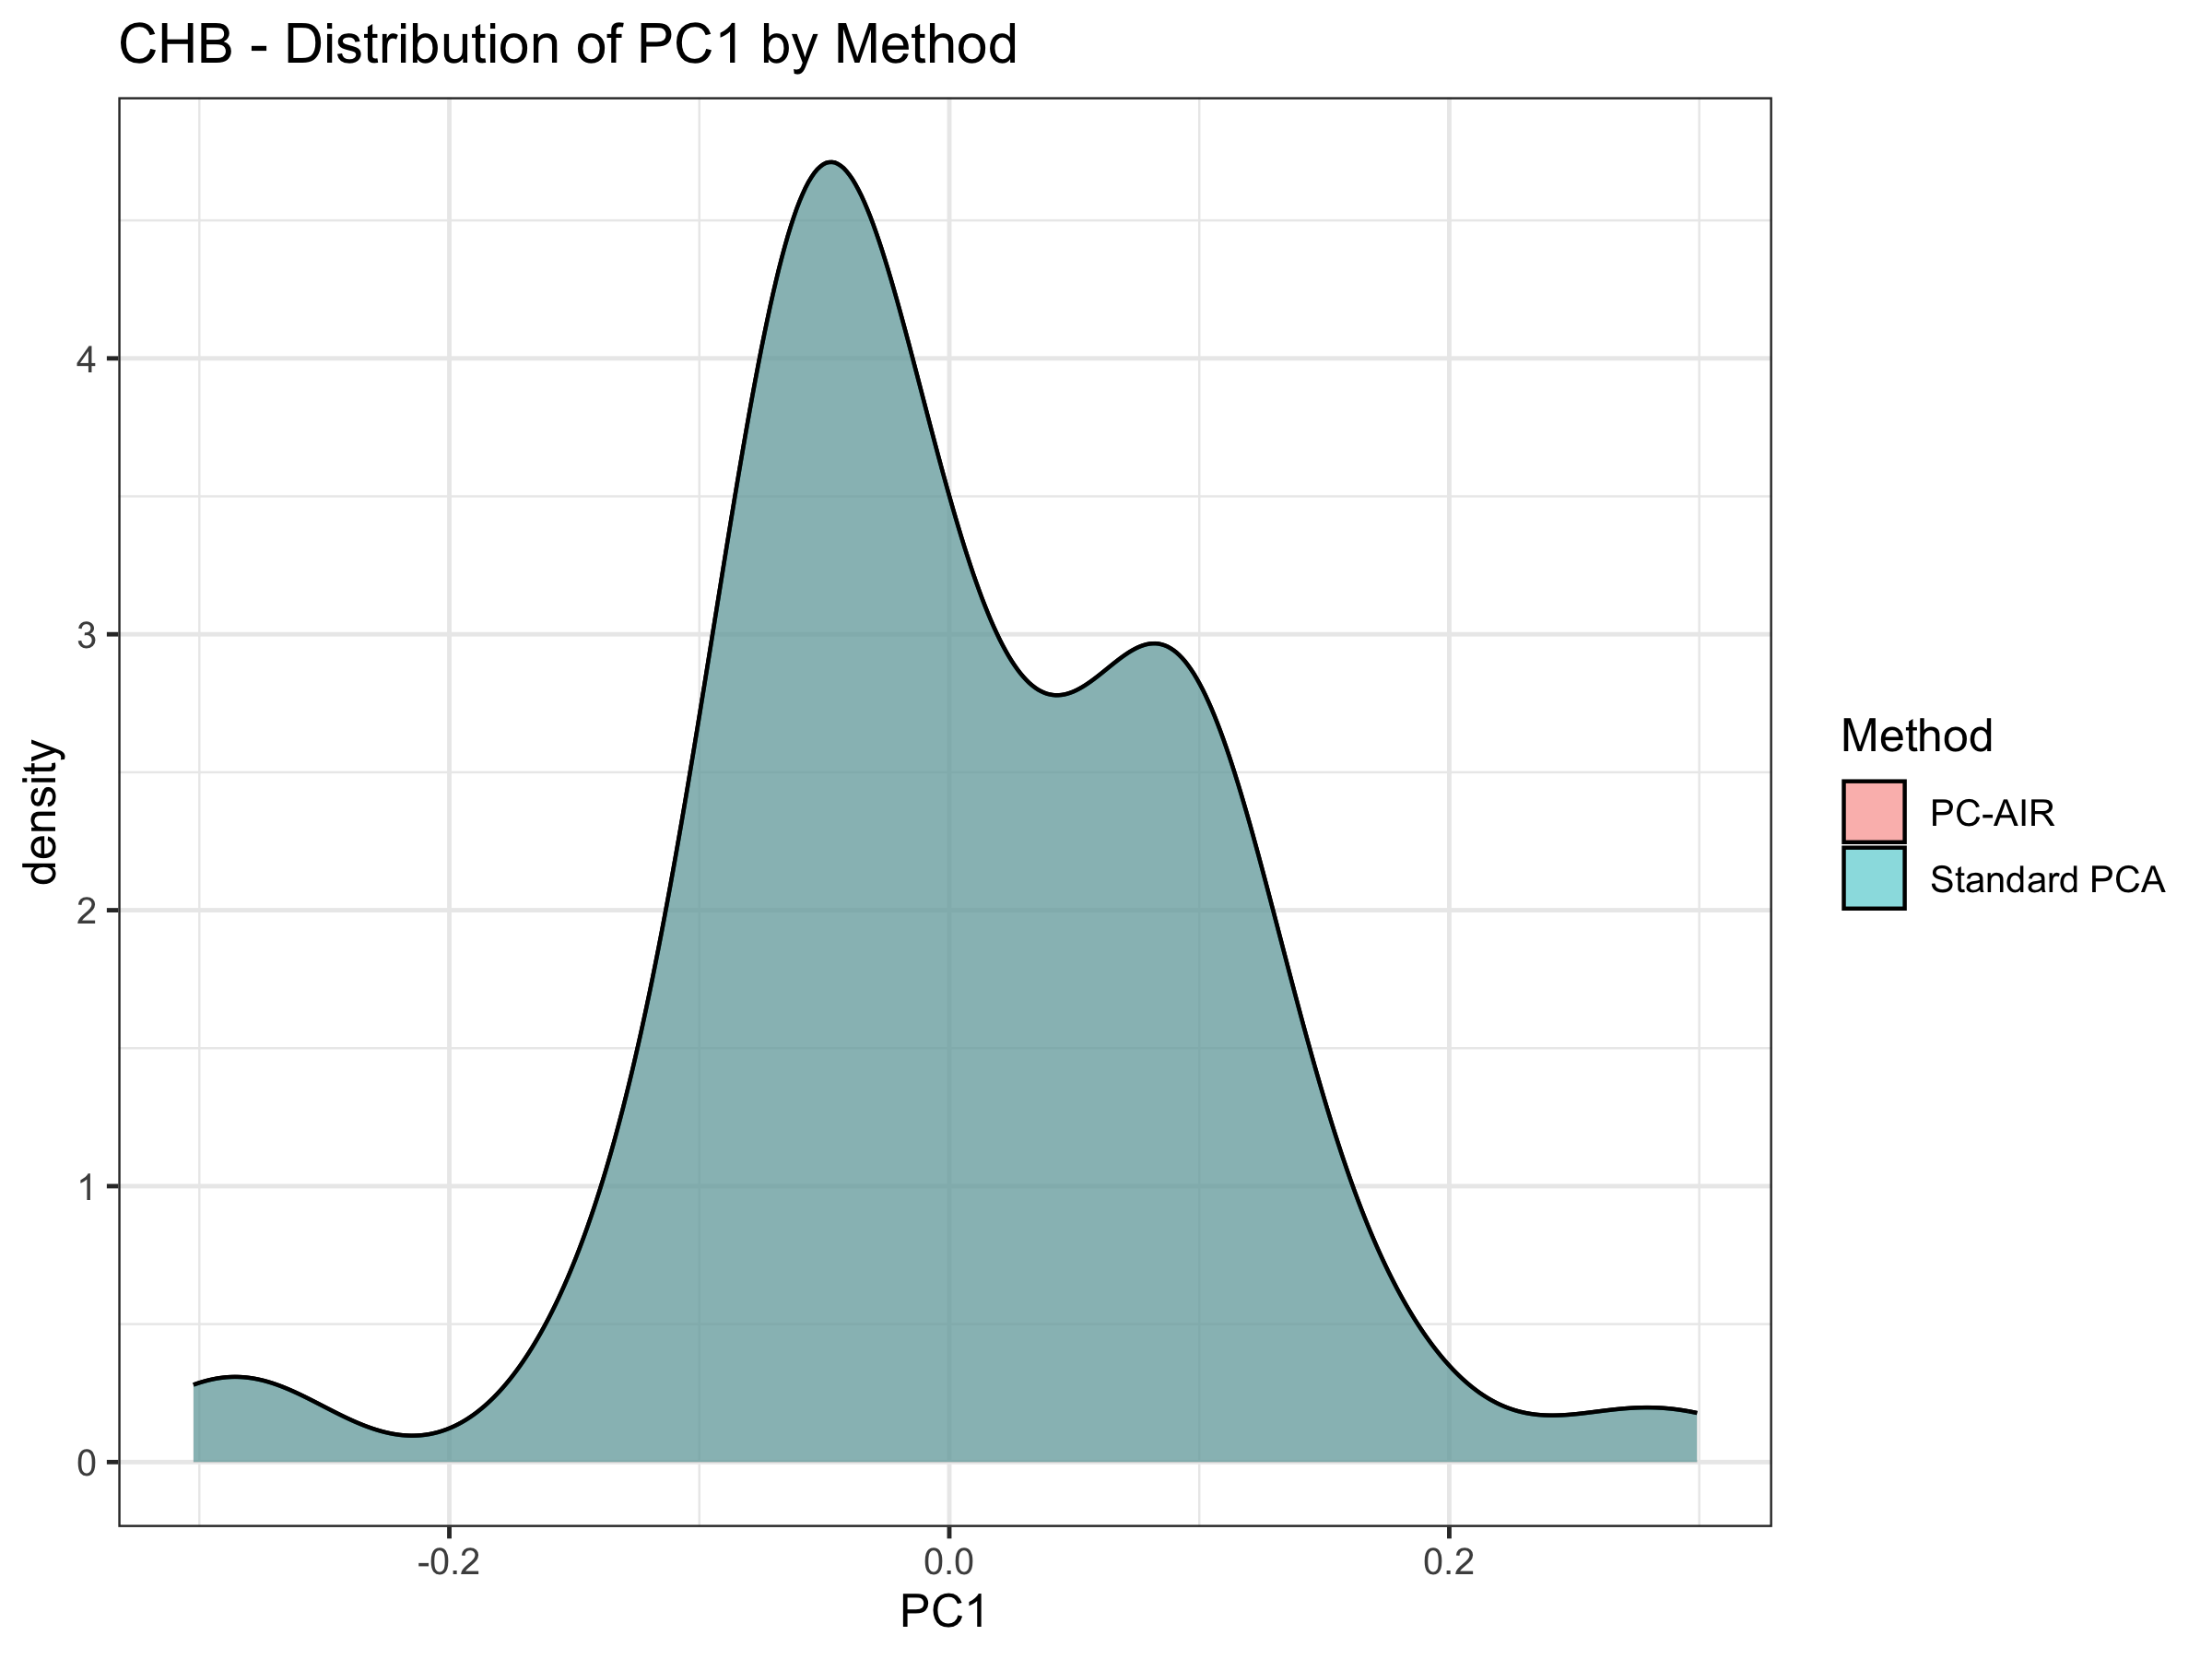 CHB - Distribution of PC1 by Method
4
3
2
1
0
density
-0.2
0.0
0.2
PC1
Method
PC-AIR
Standard PCA